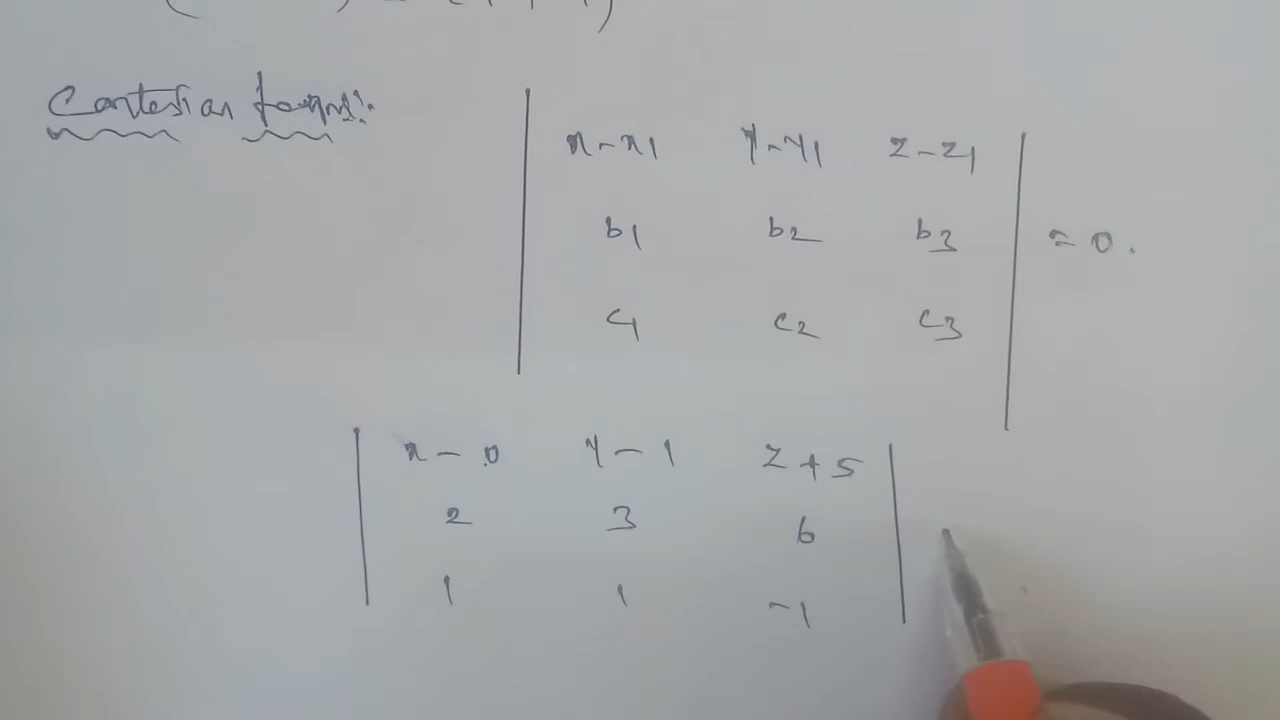 Cartesian form:
x-x1 y-y1 z-z1
b1 b2 b3 = 0.
c1 c2 c3
x-0 y-1 z+5
2 3 6
1 1 -1